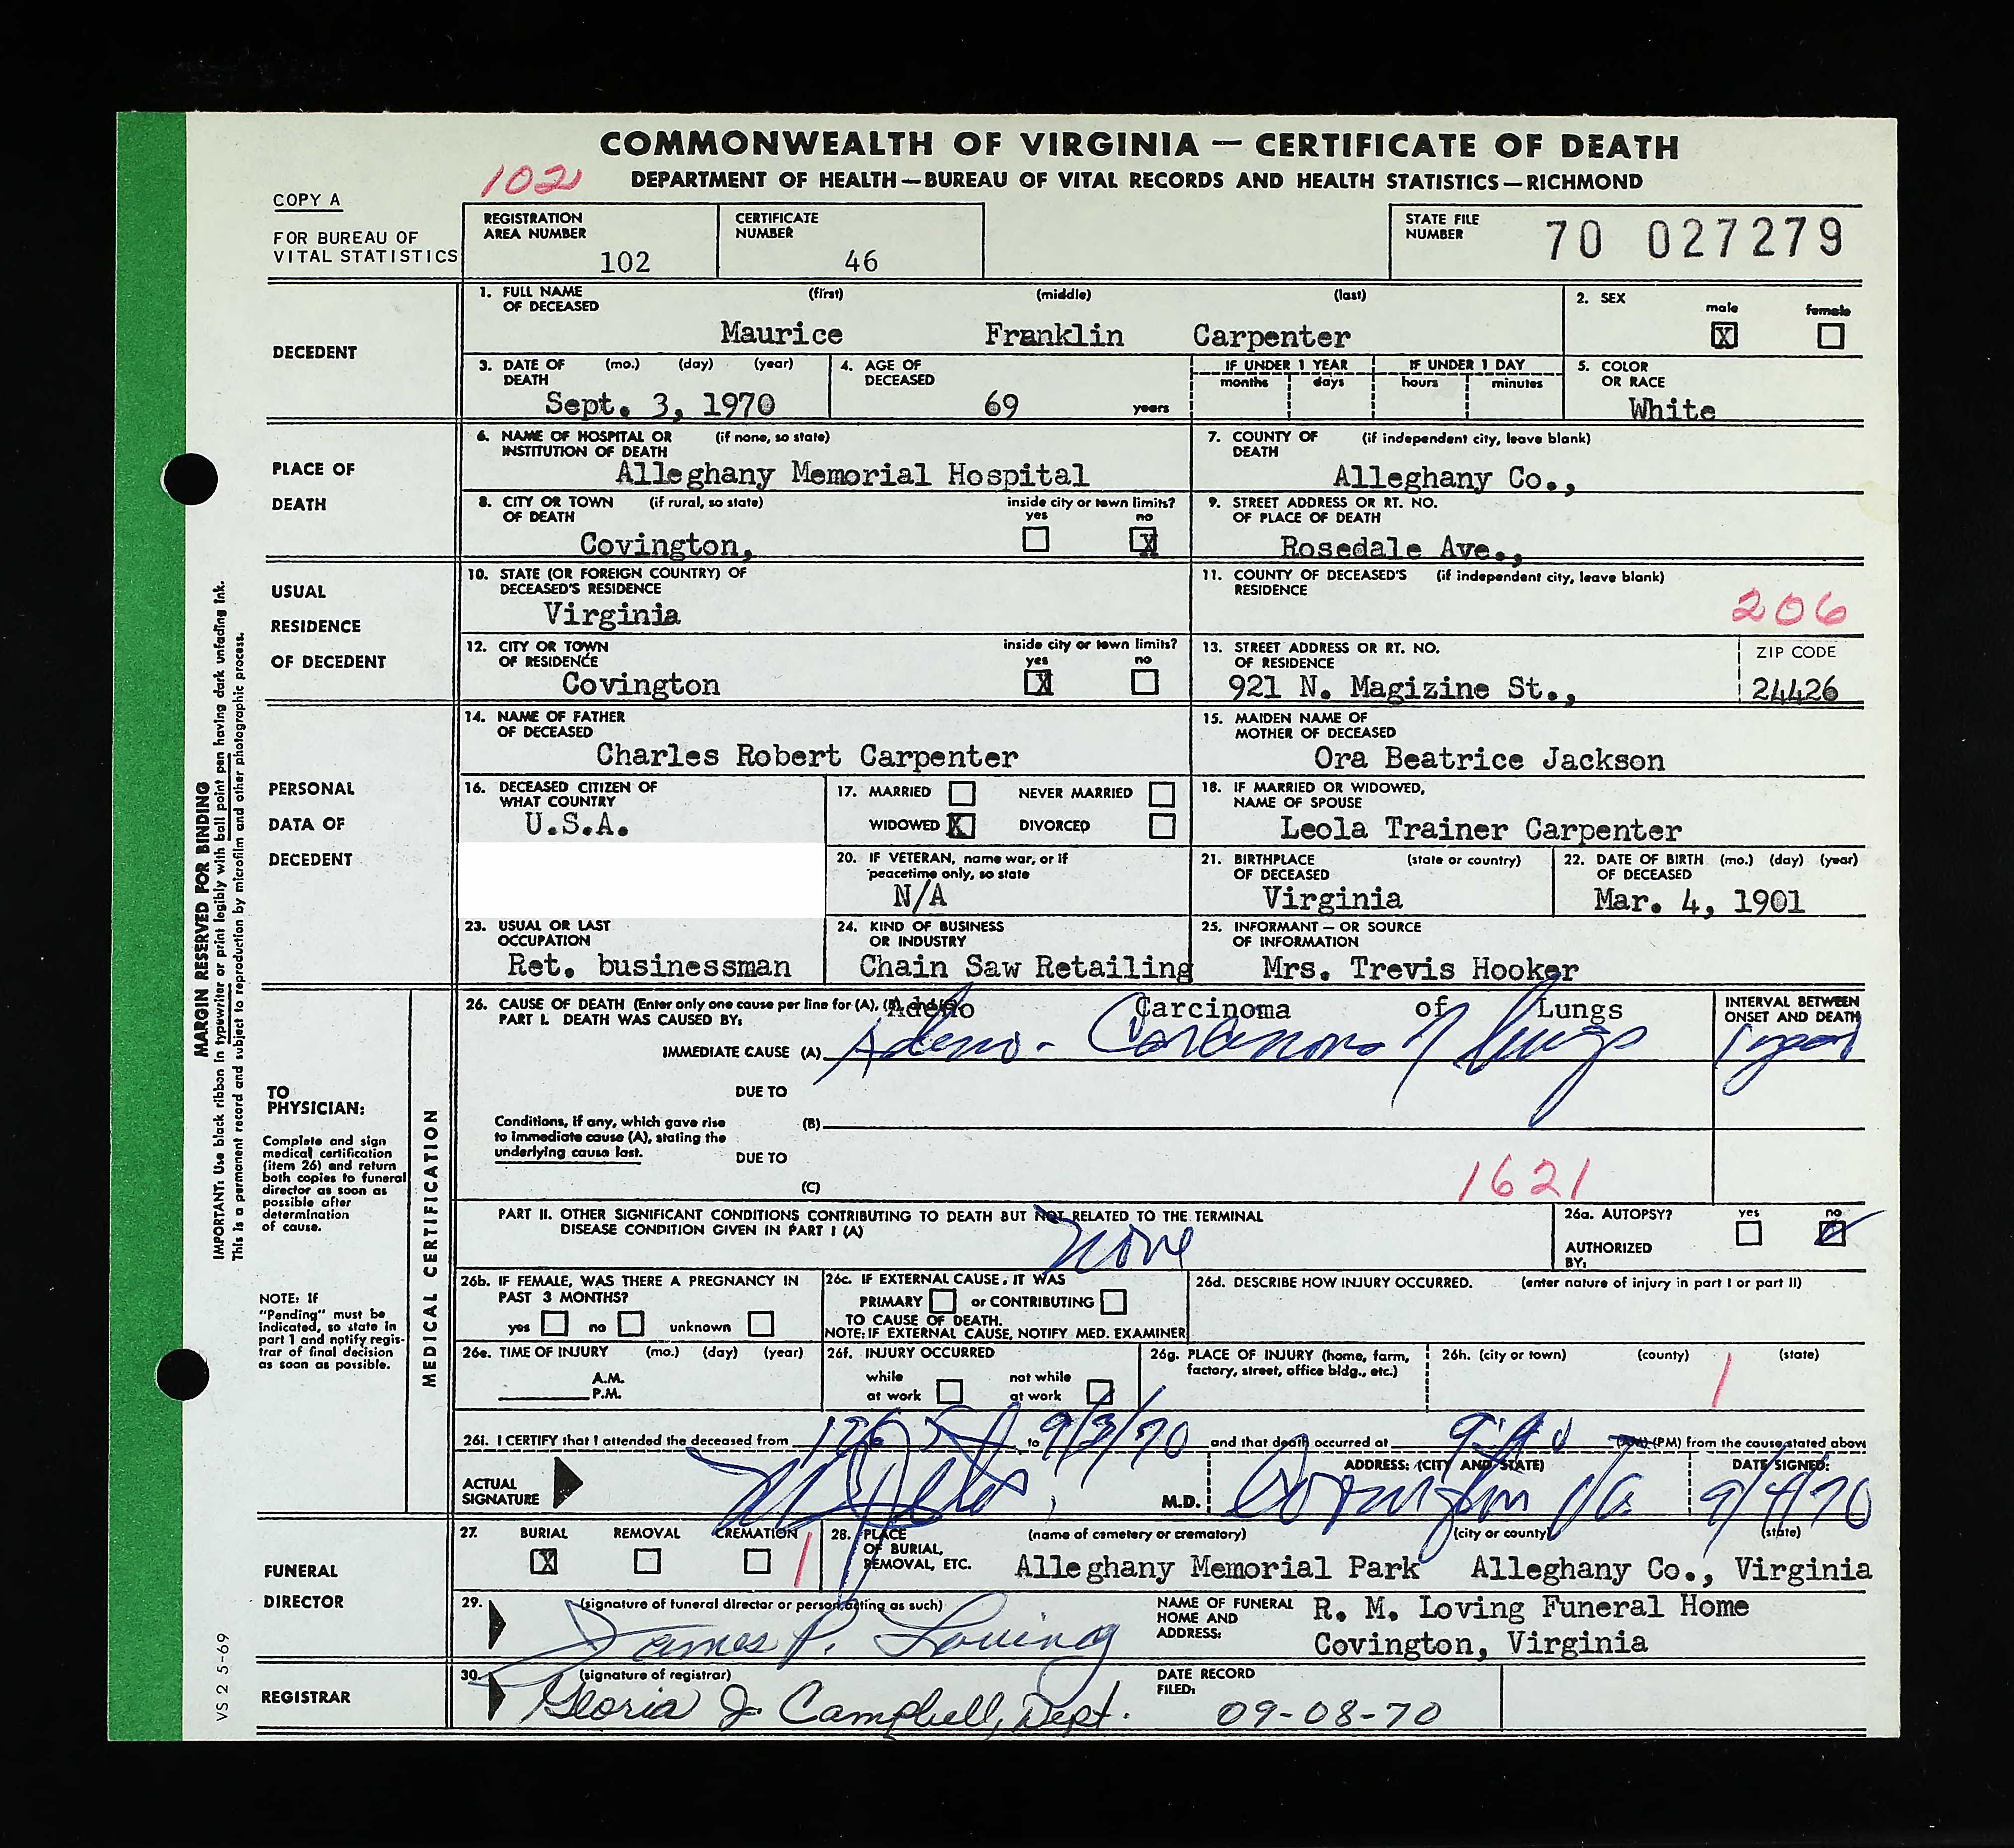 COMMONWEALTH OF VIRGINIA — CERTIFICATE OF DEATH
1021 DEPARTMENT OF HEALTH—BUREAU OF VITAL RECORDS AND HEALTH STATISTICS—RICHMOND
COPY A
FOR BUREAU OF
VITAL STATISTICS
REGISTRATION
AREA NUMBER
102
CERTIFICATE
NUMBER
46
STATE FILE
NUMBER
70 027279
DECEDENT
1. FULL NAME (first) (middle) (last)
OF DECEASED
Maurice Franklin Carpenter
2. SEX
male female
X
3. DATE OF (mo.) (day) (year)
DEATH
Sept. 3, 1970
4. AGE OF
DECEASED
69 years
IF UNDER 1 YEAR
months days
IF UNDER 1 DAY
hours minutes
5. COLOR
OR RACE
White
PLACE OF
DEATH
6. NAME OF HOSPITAL OR (if none, so state)
INSTITUTION OF DEATH
Alleghany Memorial Hospital
7. COUNTY OF (if independent city, leave blank)
DEATH
Alleghany Co.,
8. CITY OR TOWN (if rural, so state) inside city or town limits?
OF DEATH yes no
Covington, X
9. STREET ADDRESS OR RT. NO.
OF PLACE OF DEATH
Rosedale Ave.,
USUAL
RESIDENCE
OF DECEDENT
10. STATE (OR FOREIGN COUNTRY) OF
DECEASED'S RESIDENCE
Virginia
11. COUNTY OF DECEASED'S (if independent city, leave blank)
RESIDENCE
206
12. CITY OR TOWN inside city or town limits?
OF RESIDENCE yes no
Covington X
13. STREET ADDRESS OR RT. NO.
OF RESIDENCE
921 N. Magizine St.,
ZIP CODE
24426
PERSONAL
DATA OF
DECEDENT
14. NAME OF FATHER
OF DECEASED
Charles Robert Carpenter
15. MAIDEN NAME OF
MOTHER OF DECEASED
Ora Beatrice Jackson
16. DECEASED CITIZEN OF
WHAT COUNTRY
U.S.A.
17. MARRIED NEVER MARRIED
WIDOWED X DIVORCED
18. IF MARRIED OR WIDOWED,
NAME OF SPOUSE
Leola Trainer Carpenter
20. IF VETERAN, name war, or if
peacetime only, so state
N/A
21. BIRTHPLACE (state or country)
OF DECEASED
Virginia
22. DATE OF BIRTH (mo.) (day) (year)
OF DECEASED
Mar. 4, 1901
23. USUAL OR LAST
OCCUPATION
Ret. businessman
24. KIND OF BUSINESS
OR INDUSTRY
Chain Saw Retailing
25. INFORMANT — OR SOURCE
OF INFORMATION
Mrs. Trevis Hooker
MARGIN RESERVED FOR BINDING
IMPORTANT: Use black ribbon in typewriter or print legibly with ball point pen having dark unfading ink.
This is a permanent record and subject to reproduction by microfilm and other photographic process.
TO
PHYSICIAN:
Complete and sign
medical certification
(item 26) and return
both copies to funeral
director as soon as
possible after
determination
of cause.
NOTE: If
"Pending" must be
indicated, so state in
part 1 and notify regis-
trar of final decision
as soon as possible.
MEDICAL CERTIFICATION
26. CAUSE OF DEATH (Enter only one cause per line for (A), (B), and (C))
PART I. DEATH WAS CAUSED BY:
Adeno Carcinoma of Lungs
INTERVAL BETWEEN
ONSET AND DEATH
IMMEDIATE CAUSE (A) Adeno-Carcinoma of lungs 1 year
DUE TO
Conditions, if any, which gave rise
to immediate cause (A), stating the
underlying cause last.
(B)
DUE TO
(C)
1621
PART II. OTHER SIGNIFICANT CONDITIONS CONTRIBUTING TO DEATH BUT NOT RELATED TO THE TERMINAL
DISEASE CONDITION GIVEN IN PART I (A)
None
26a. AUTOPSY? yes no
AUTHORIZED
BY:
26b. IF FEMALE, WAS THERE A PREGNANCY IN
PAST 3 MONTHS?
yes no unknown
26c. IF EXTERNAL CAUSE, IT WAS
PRIMARY or CONTRIBUTING
TO CAUSE OF DEATH.
NOTE: IF EXTERNAL CAUSE, NOTIFY MED. EXAMINER
26d. DESCRIBE HOW INJURY OCCURRED. (enter nature of injury in part I or part II)
26e. TIME OF INJURY (mo.) (day) (year)
A.M.
P.M.
26f. INJURY OCCURRED
while not while
at work at work
26g. PLACE OF INJURY (home, farm,
factory, street, office bldg., etc.)
26h. (city or town) (county) (state)
1
26i. I CERTIFY that I attended the deceased from to 9/3/70 and that death occurred at (AM) (PM) from the cause stated above
ACTUAL
SIGNATURE
M.D.
ADDRESS: (CITY AND STATE)
Covington Va
DATE SIGNED:
9/4/70
FUNERAL
DIRECTOR
27. BURIAL REMOVAL CREMATION
X 1
28. PLACE (name of cemetery or crematory) (city or county) (state)
OF BURIAL,
REMOVAL, ETC.
Alleghany Memorial Park Alleghany Co., Virginia
29. (signature of funeral director or person acting as such)
James P. Loving
NAME OF FUNERAL
HOME AND
ADDRESS:
R. M. Loving Funeral Home
Covington, Virginia
REGISTRAR
30. (signature of registrar)
Gloria J. Campbell, Dept.
DATE RECORD
FILED:
09-08-70
VS 2 5-69